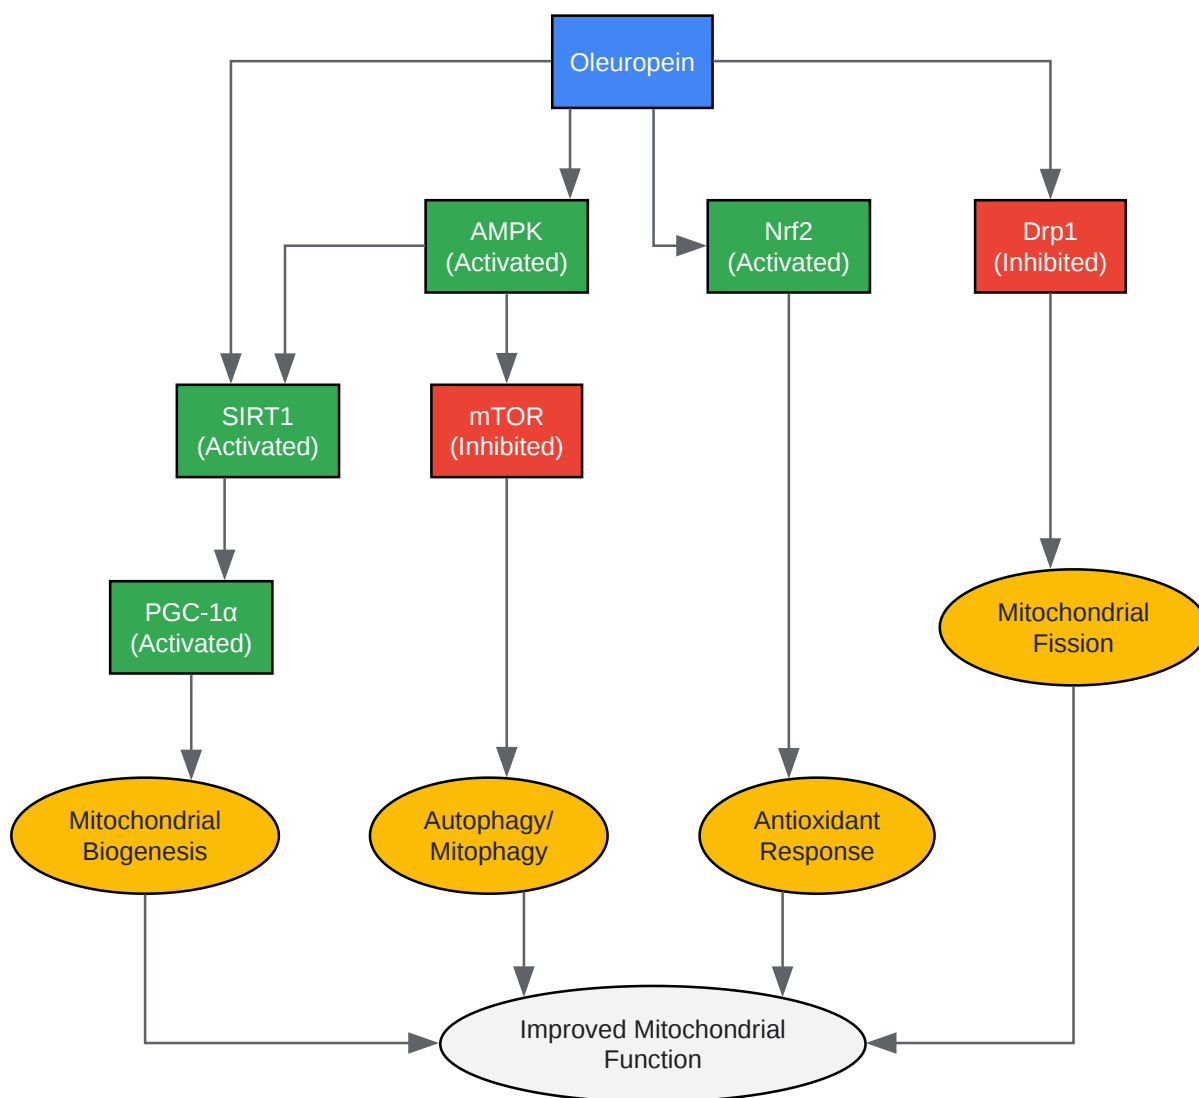 Oleuropein
AMPK
(Activated)
Nrf2
(Activated)
Drp1
(Inhibited)
SIRT1
(Activated)
mTOR
(Inhibited)
PGC-1α
(Activated)
Mitochondrial
Fission
Mitochondrial
Biogenesis
Autophagy/
Mitophagy
Antioxidant
Response
Improved Mitochondrial
Function